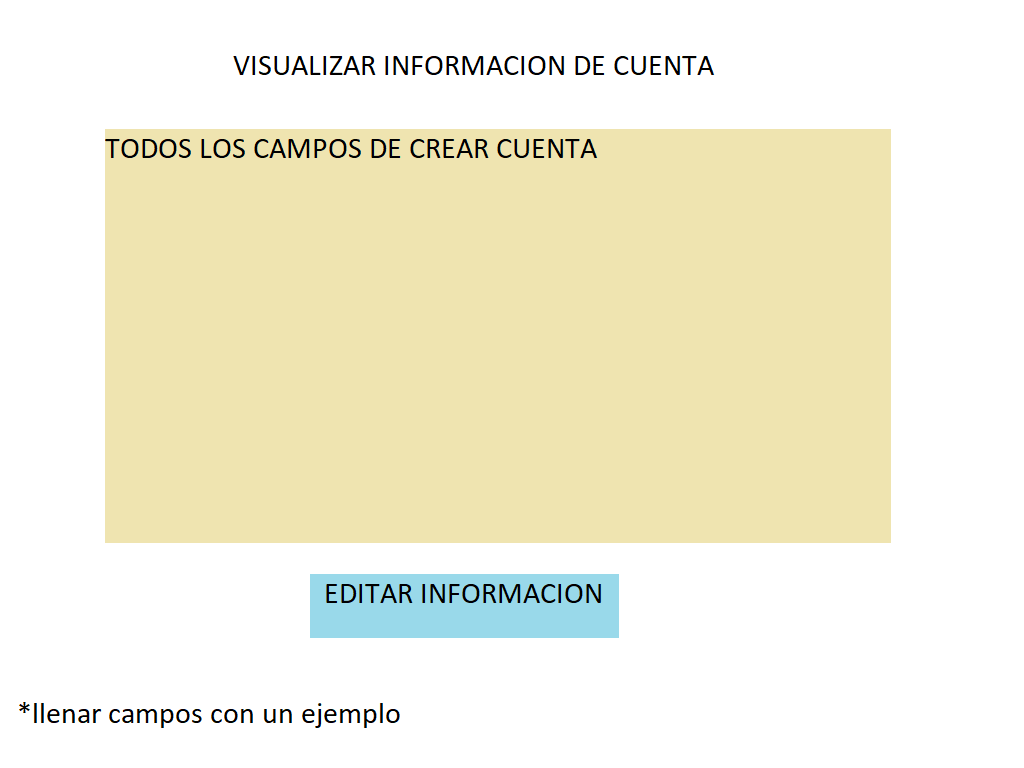 VISUALIZAR INFORMACION DE CUENTA
TODOS LOS CAMPOS DE CREAR CUENTA
EDITAR INFORMACION
*llenar campos con un ejemplo